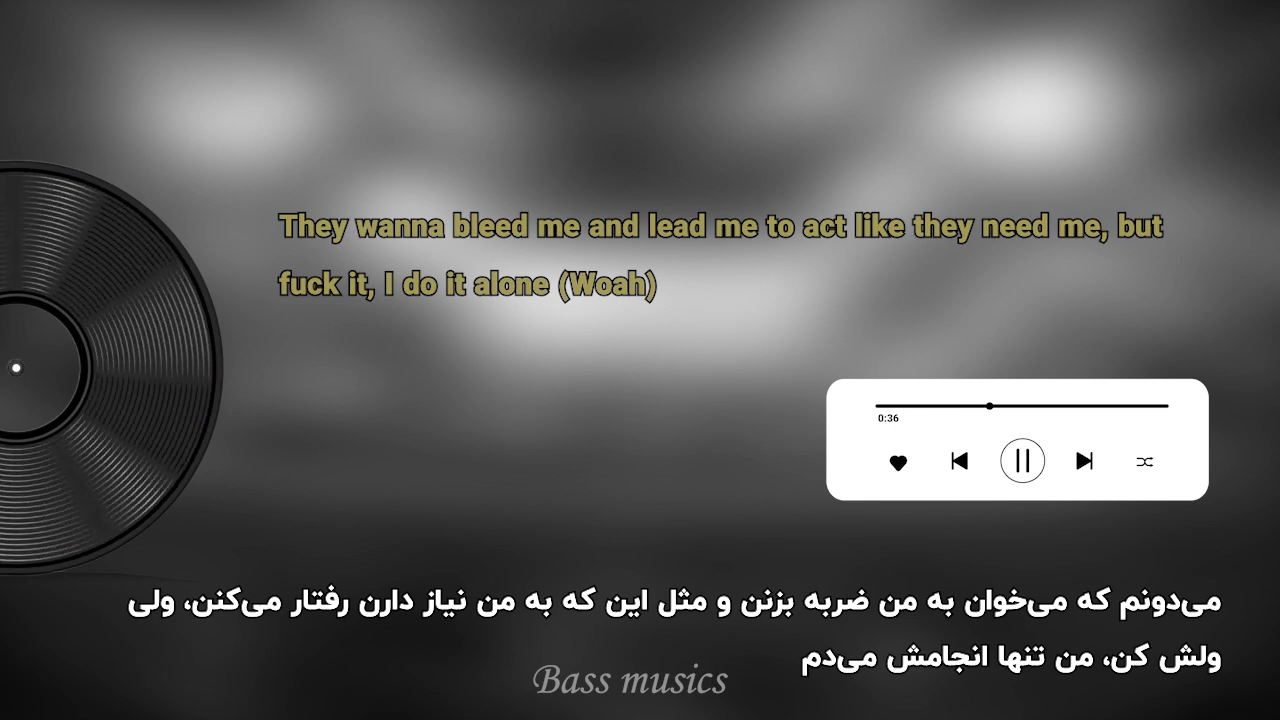 They wanna bleed me and lead me to act like they need me, but
fuck it, I do it alone (Woah)
0:36
می‌دونم که می‌خوان به من ضربه بزنن و مثل این که به من نیاز دارن رفتار می‌کنن، ولی
ولش کن، من تنها انجامش می‌دم
Bass musics